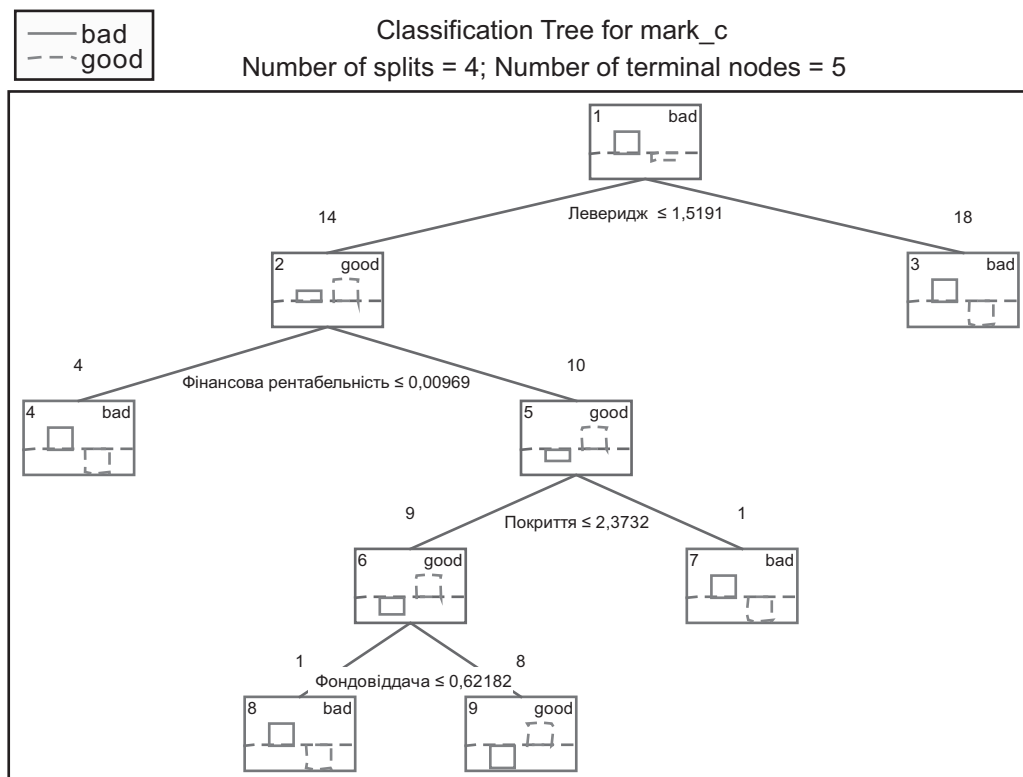 bad
good
Classification Tree for mark_c
Number of splits = 4; Number of terminal nodes = 5
1 bad
Леверидж ≤ 1,5191
14 18
2 good
3 bad
4 10
Фінансова рентабельність ≤ 0,00969
4 bad
5 good
9 1
Покриття ≤ 2,3732
6 good
7 bad
1 8
Фондовіддача ≤ 0,62182
8 bad
9 good